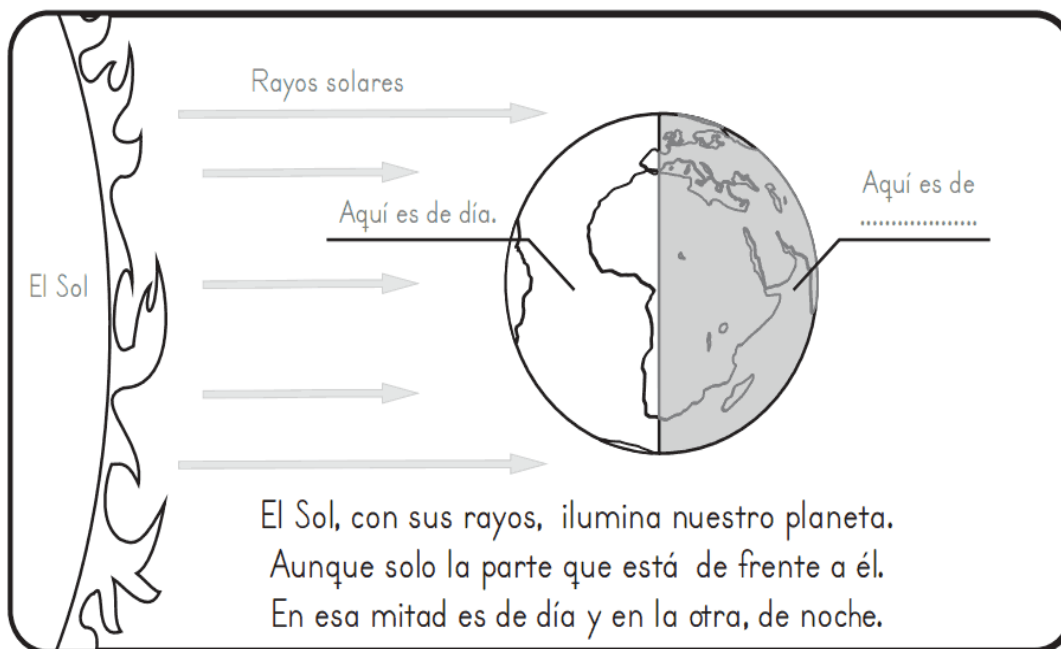 Rayos solares
Aquí es de día.
El Sol
Aquí es de
....................
El Sol, con sus rayos, ilumina nuestro planeta.
Aunque solo la parte que está de frente a él.
En esa mitad es de día y en la otra, de noche.